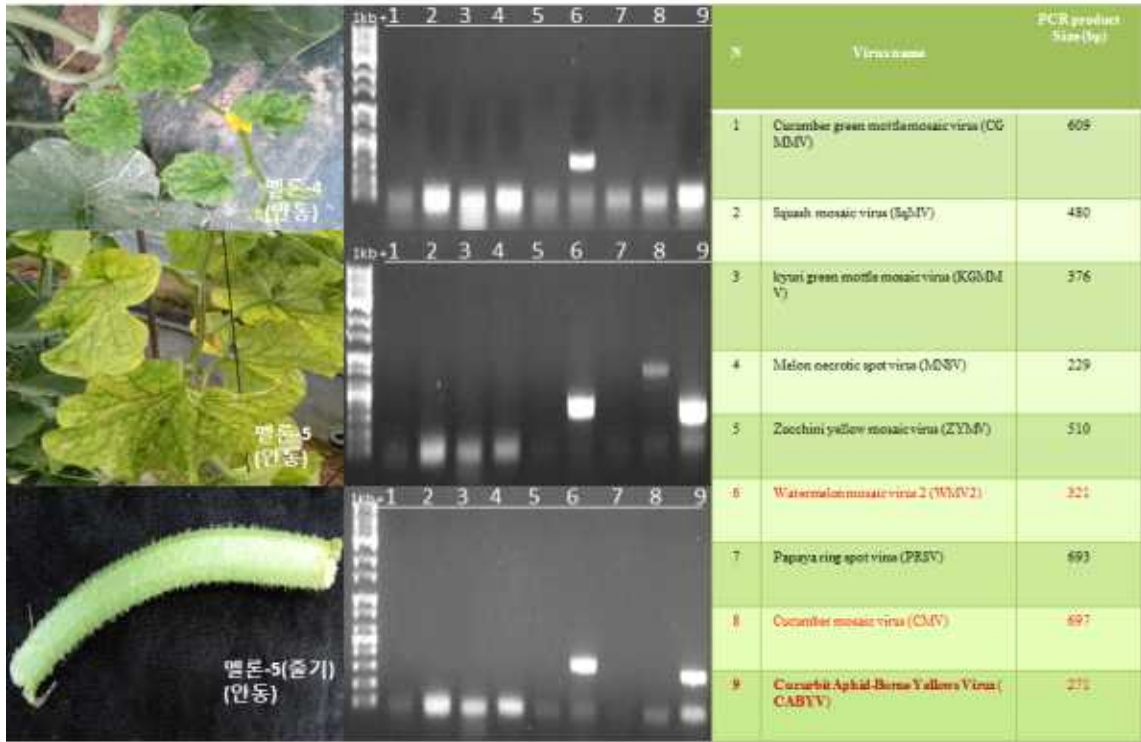 멜론-4
(안동)
1kb+ 1 2 3 4 5 6 7 8 9
멜론-5
(안동)
1kb+ 1 2 3 4 5 6 7 8 9
멜론-5(줄기)
(안동)
1kb+ 1 2 3 4 5 6 7 8 9
N Virus name PCR product
Size (bp)
1 Cucumber green mottle mosaic virus (CG
MMV) 609
2 Squash mosaic virus (SqMV) 480
3 kyuri green mottle mosaic virus (KGMM
V) 376
4 Melon necrotic spot virus (MNSV) 229
5 Zucchini yellow mosaic virus (ZYMV) 510
6 Watermelon mosaic virus 2 (WMV2) 321
7 Papaya ring spot virus (PRSV) 693
8 Cucumber mosaic virus (CMV) 697
9 Cucurbit Aphid-Borne Yellows Virus (
CABYV) 271